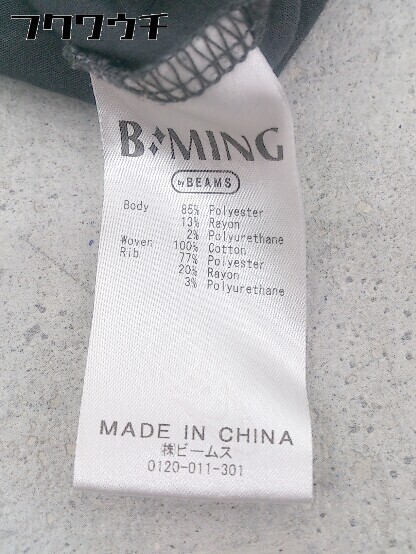 フクワウチ
B:MING
by BEAMS
Body 85% Polyester
13% Rayon
2% Polyurethane
Woven 100% Cotton
Rib 77% Polyester
20% Rayon
3% Polyurethane
MADE IN CHINA
㈱ビームス
0120-011-301